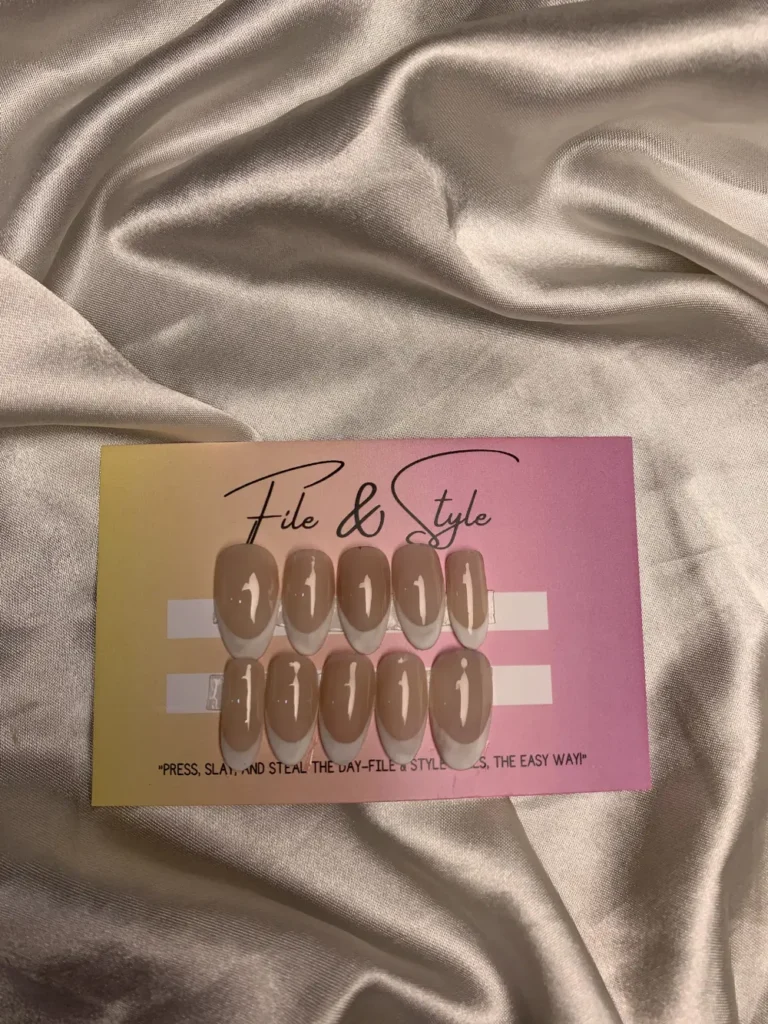 File & Style
"PRESS, SLAY, AND STEAL THE DAY-FILE & STYLE THE EASY WAY!"